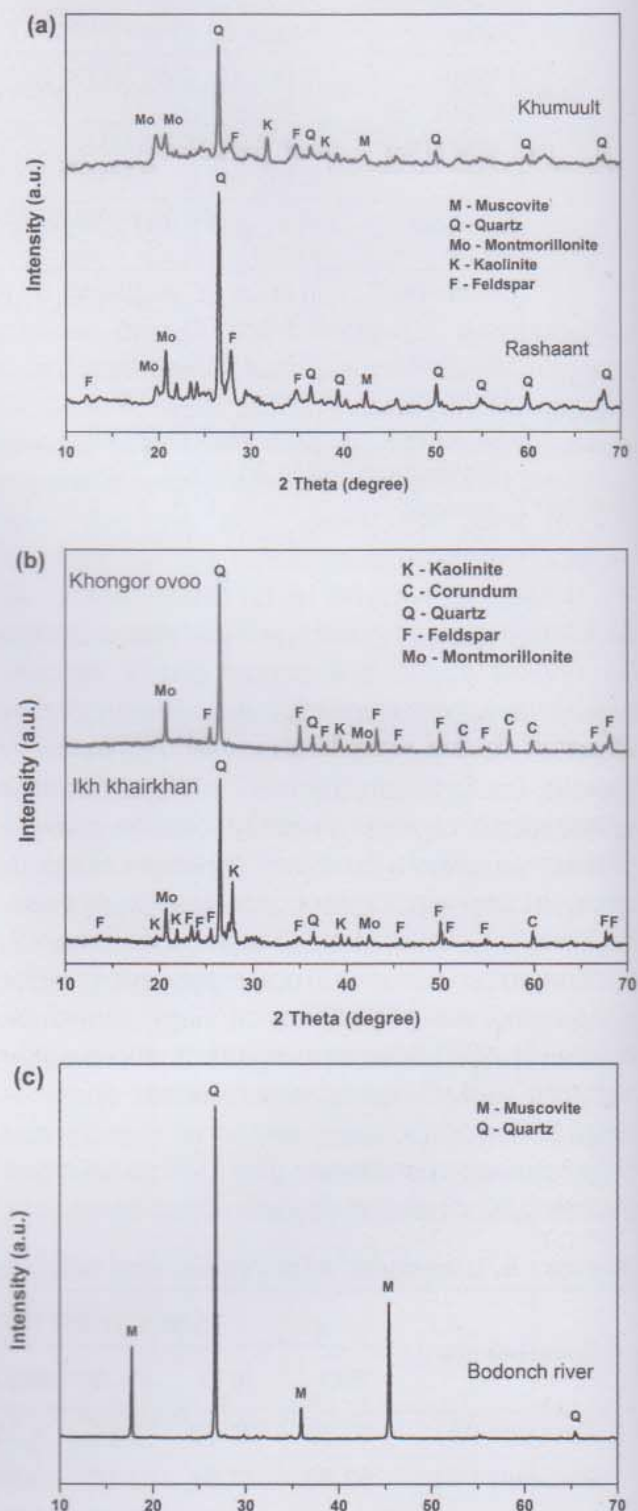 (a)
Q
Khumuult
Mo Mo F K F Q K M Q Q Q
M - Muscovite
Q - Quartz
Mo - Montmorillonite
K - Kaolinite
F - Feldspar
Q
Rashaant
F Mo Mo F F Q Q M Q Q Q Q
Intensity (a.u.)
10 20 30 40 50 60 70
2 Theta (degree)
(b)
Khongor ovoo
Q
K - Kaolinite
C - Corundum
Q - Quartz
F - Feldspar
Mo - Montmorillonite
Mo F F Q F K Mo F F F C F C C F F
Ikh khairkhan
Q
F K Mo K F F F K F Q K Mo F F F F C F F
Intensity (a.u.)
10 20 30 40 50 60 70
2 Theta (degree)
(c)
Q
M - Muscovite
Q - Quartz
M M M Q
Bodonch river
Intensity (a.u.)
10 20 30 40 50 60 70